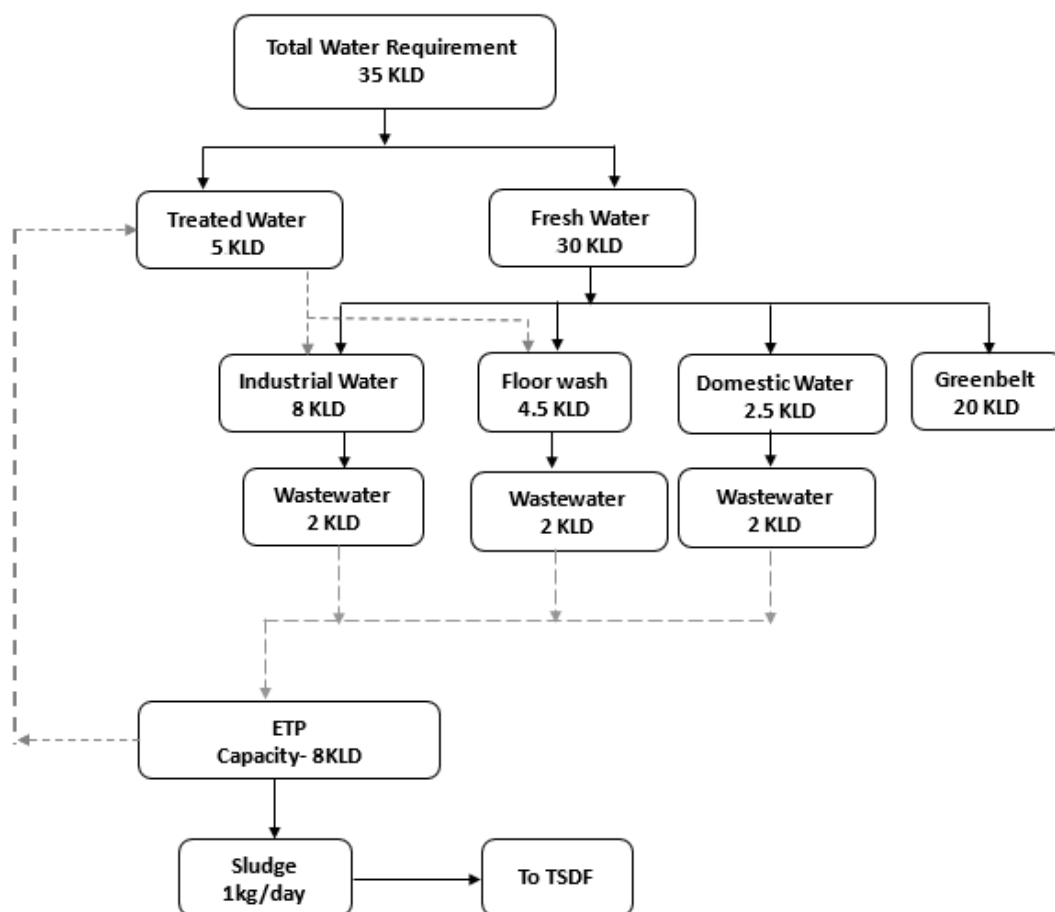 Total Water Requirement
35 KLD
Treated Water
5 KLD
Fresh Water
30 KLD
Industrial Water
8 KLD
Floor wash
4.5 KLD
Domestic Water
2.5 KLD
Greenbelt
20 KLD
Wastewater
2 KLD
Wastewater
2 KLD
Wastewater
2 KLD
ETP
Capacity- 8KLD
Sludge
1kg/day
To TSDF